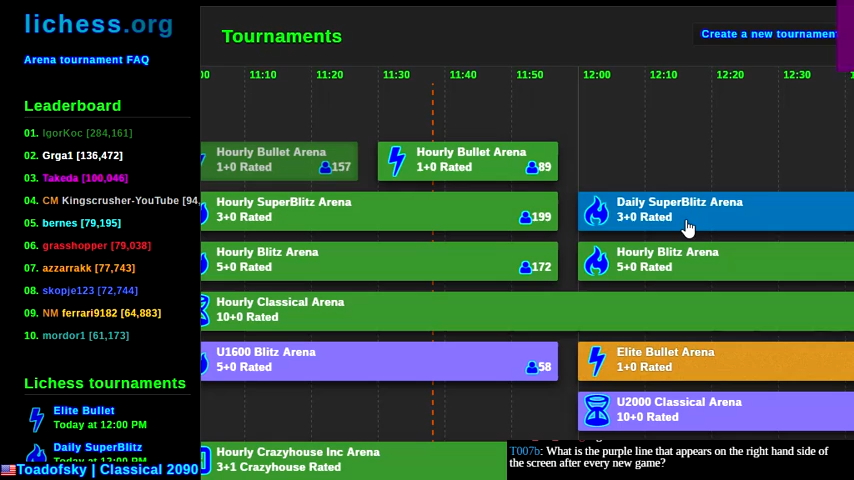 lichess.org
Arena tournament FAQ
Leaderboard
01. IgorKoc [284,161]
02. Grga1 [136,472]
03. Takeda [100,046]
04. CM Kingscrusher-YouTube [94,
05. bernes [79,195]
06. grasshopper [79,038]
07. azzarrakk [77,743]
08. skopje123 [72,744]
09. NM ferrari9182 [64,883]
10. mordor1 [61,173]
Lichess tournaments
Elite Bullet
Today at 12:00 PM
Daily SuperBlitz
Today at 12:00 PM
Toadofsky | Classical 2090
Tournaments
Create a new tournament
00 11:10 11:20 11:30 11:40 11:50 12:00 12:10 12:20 12:30
Hourly Bullet Arena
1+0 Rated 157
Hourly Bullet Arena
1+0 Rated 89
Hourly SuperBlitz Arena
3+0 Rated 199
Daily SuperBlitz Arena
3+0 Rated
Hourly Blitz Arena
5+0 Rated 172
Hourly Blitz Arena
5+0 Rated
Hourly Classical Arena
10+0 Rated
U1600 Blitz Arena
5+0 Rated 58
Elite Bullet Arena
1+0 Rated
U2000 Classical Arena
10+0 Rated
Hourly Crazyhouse Inc Arena
3+1 Crazyhouse Rated
T007b: What is the purple line that appears on the right hand side of
the screen after every new game?